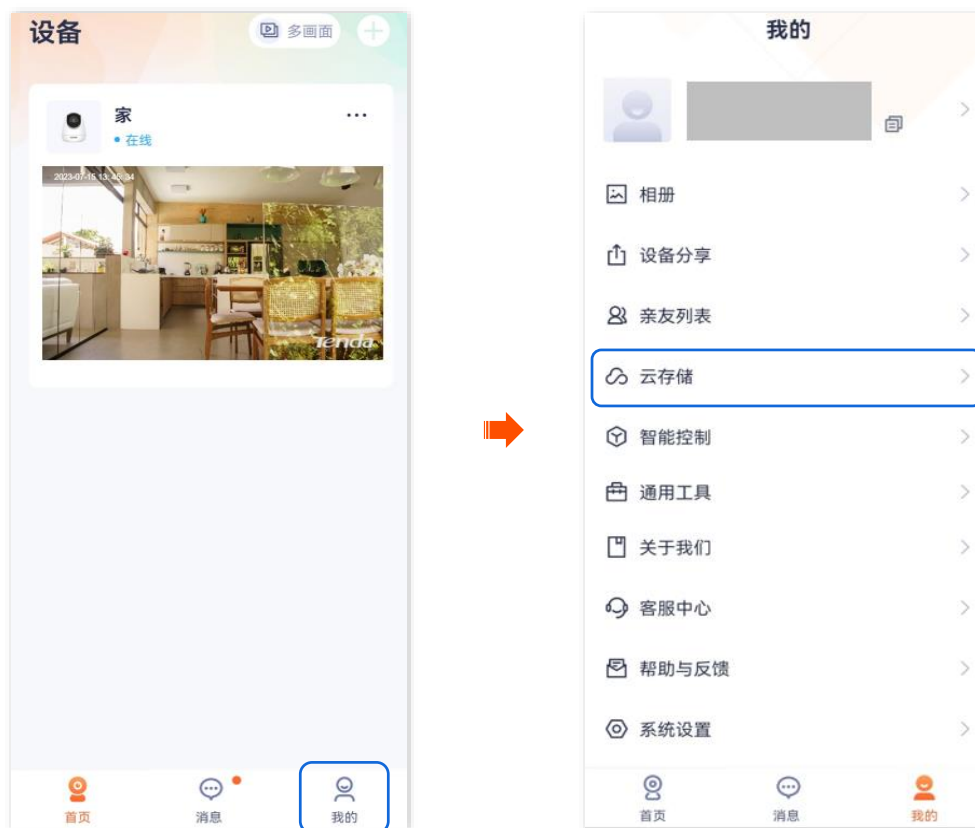 设备
多画面
家
在线
2023-07-15 13:45:34
Tenda
首页
消息
我的
我的
相册
设备分享
亲友列表
云存储
智能控制
通用工具
关于我们
客服中心
帮助与反馈
系统设置
首页
消息
我的